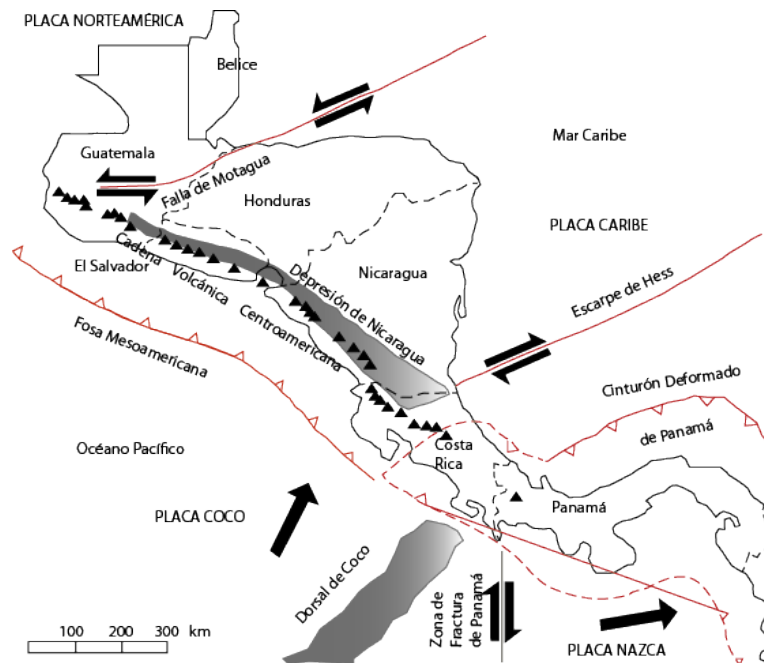 PLACA NORTEAMÉRICA
Belice
Mar Caribe
Guatemala
Falla de Motagua
Honduras
PLACA CARIBE
El Salvador
Cadena Volcánica Centroamericana
Depresión de Nicaragua
Nicaragua
Escarpe de Hess
Fosa Mesoamericana
Cinturón Deformado
de Panamá
Océano Pacífico
Costa
Rica
Panamá
PLACA COCO
Dorsal de Coco
Zona de
Fractura
de Panamá
PLACA NAZCA
100 200 300 km